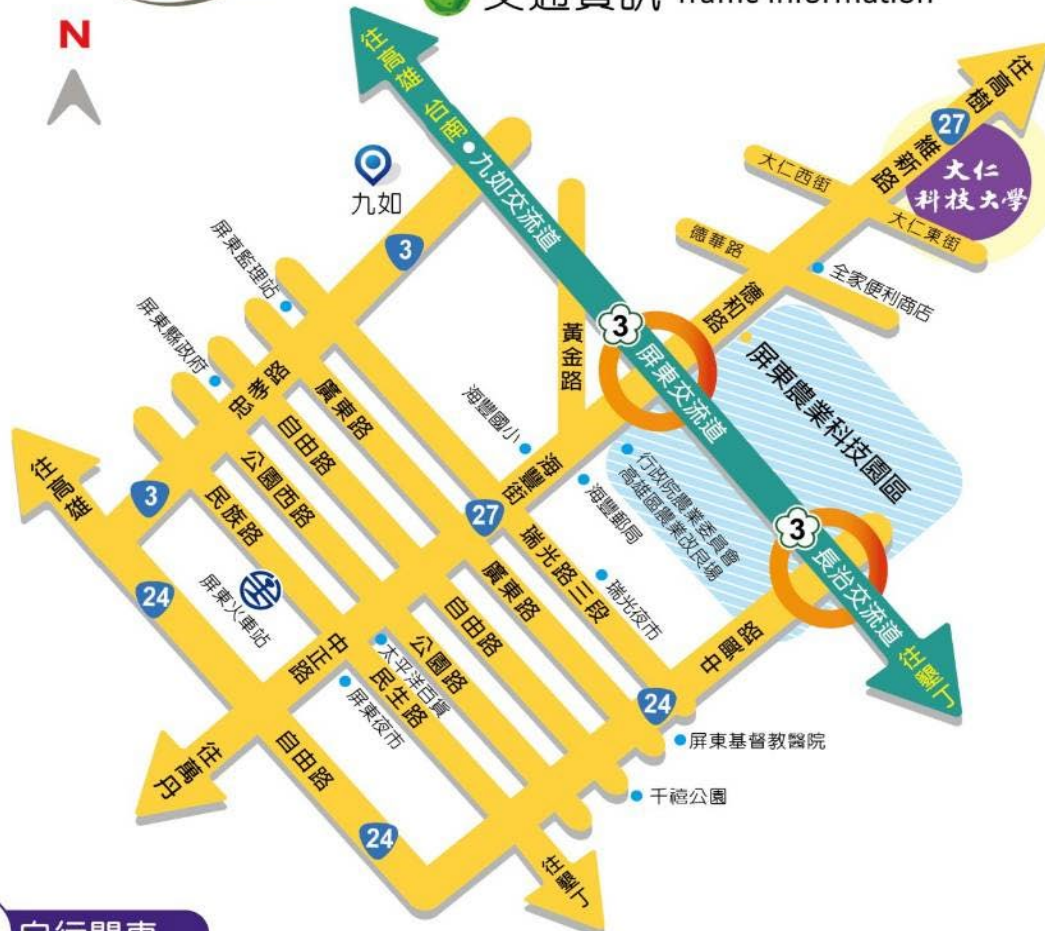 交通資訊 Traffic Information
N
往高雄 台南
九如交流道
九如
3
往高樹
27
維新路
大仁
科技大學
大仁西街
大仁東街
德華路
全家便利商店
德和路
屏東監理站
屏東縣政府
忠孝路
黃金路
3
屏東交流道
屏東農業科技園區
廣東路
自由路
公園西路
民族路
海豐國小
海豐街
海豐郵局
行政院農業委員會
高雄區農業改良場
往高雄
3
27
瑞光路三段
瑞光夜市
3
長治交流道
往墾丁
中興路
24
屏東火車站
中正路
太平洋百貨
屏東夜市
廣東路
自由路
公園路
民生路
24
屏東基督教醫院
千禧公園
往萬丹
自由路
24
往墾丁